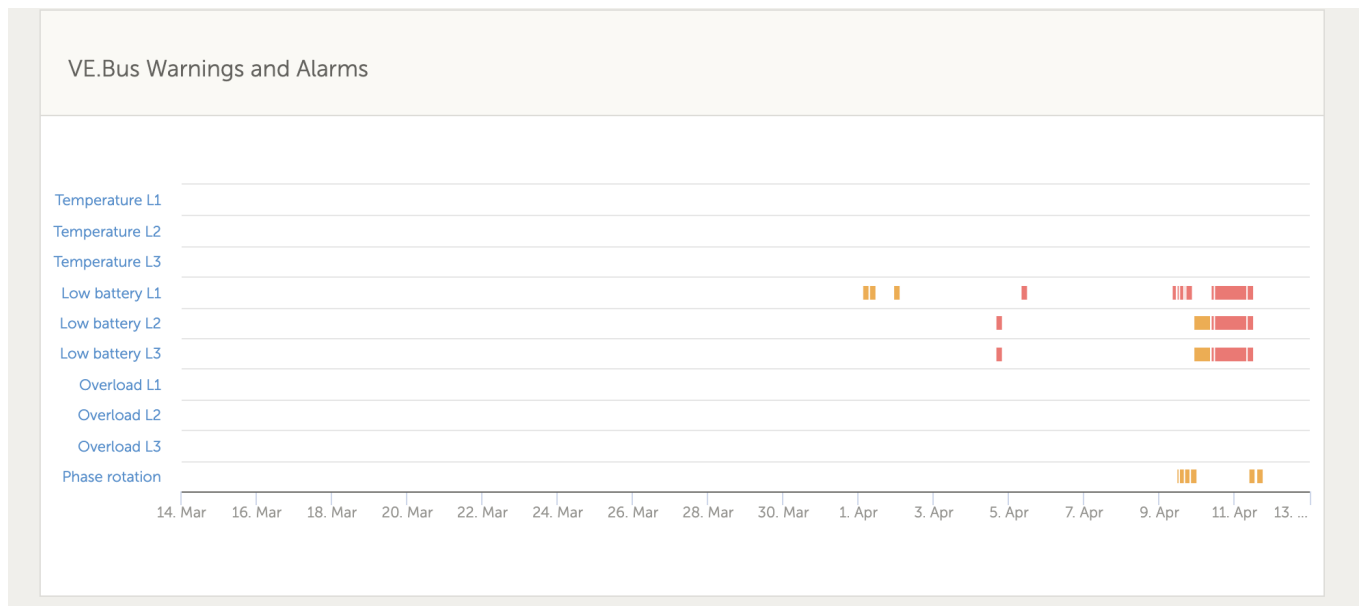 VE.Bus Warnings and Alarms
Temperature L1
Temperature L2
Temperature L3
Low battery L1
Low battery L2
Low battery L3
Overload L1
Overload L2
Overload L3
Phase rotation
14. Mar 16. Mar 18. Mar 20. Mar 22. Mar 24. Mar 26. Mar 28. Mar 30. Mar 1. Apr 3. Apr 5. Apr 7. Apr 9. Apr 11. Apr 13. ...